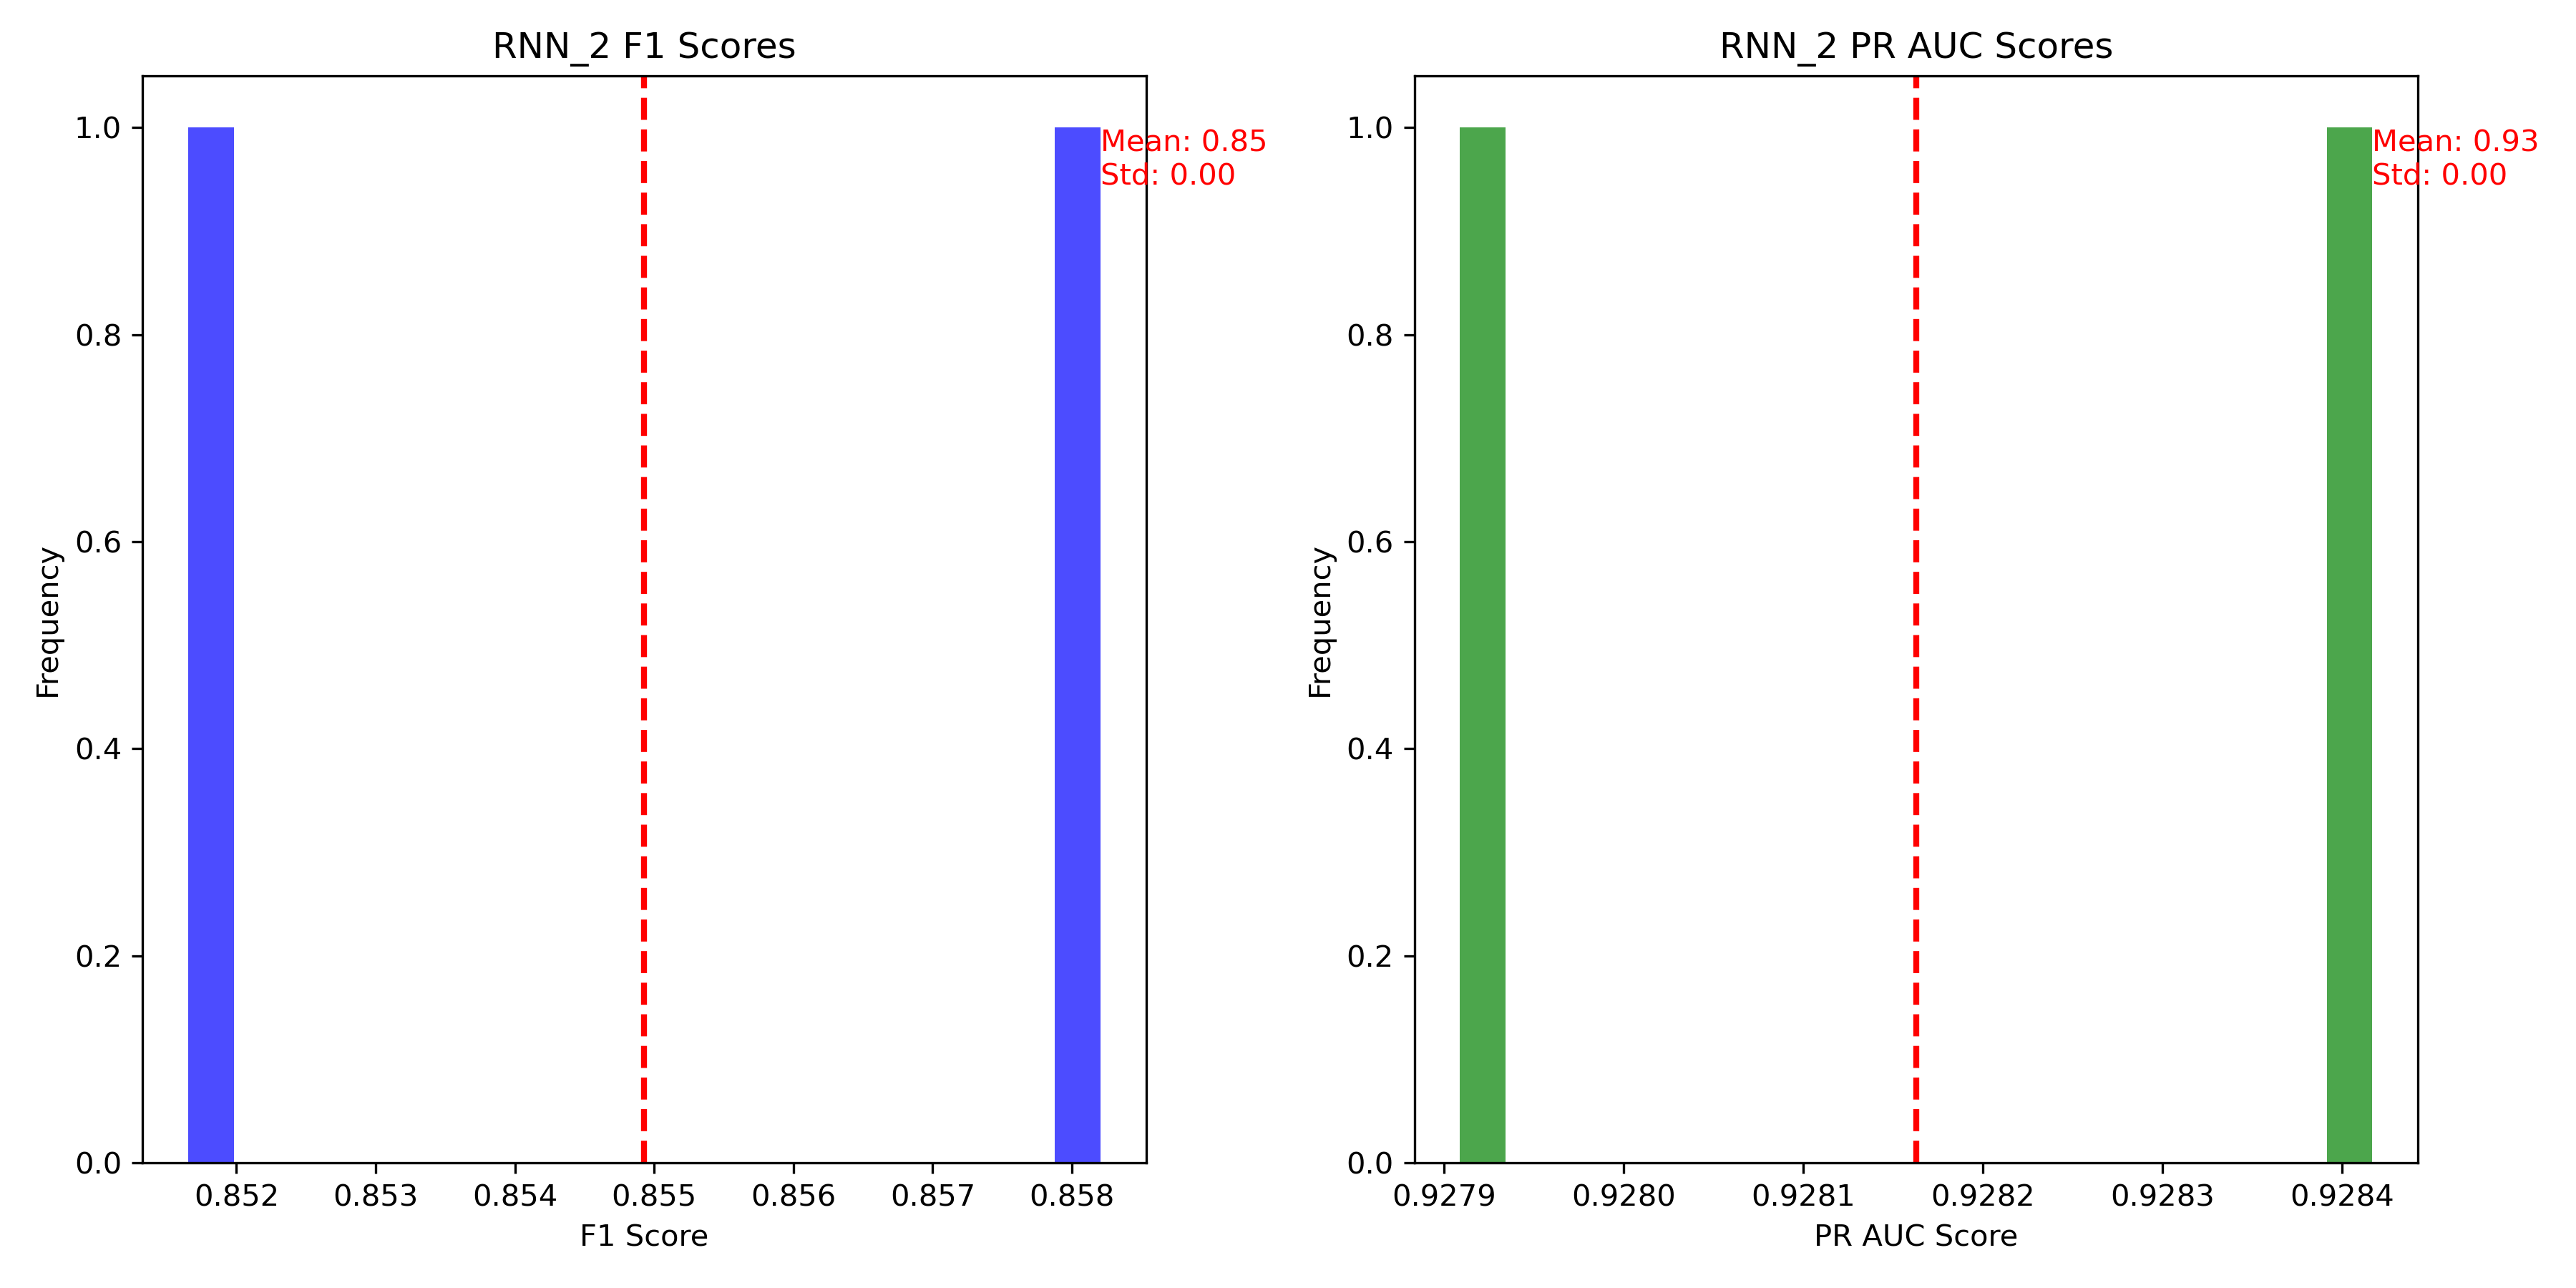 RNN_2 F1 Scores
Mean: 0.85
Std: 0.00
Frequency
1.0
0.8
0.6
0.4
0.2
0.0
0.852 0.853 0.854 0.855 0.856 0.857 0.858
F1 Score
RNN_2 PR AUC Scores
Mean: 0.93
Std: 0.00
Frequency
1.0
0.8
0.6
0.4
0.2
0.0
0.9279 0.9280 0.9281 0.9282 0.9283 0.9284
PR AUC Score